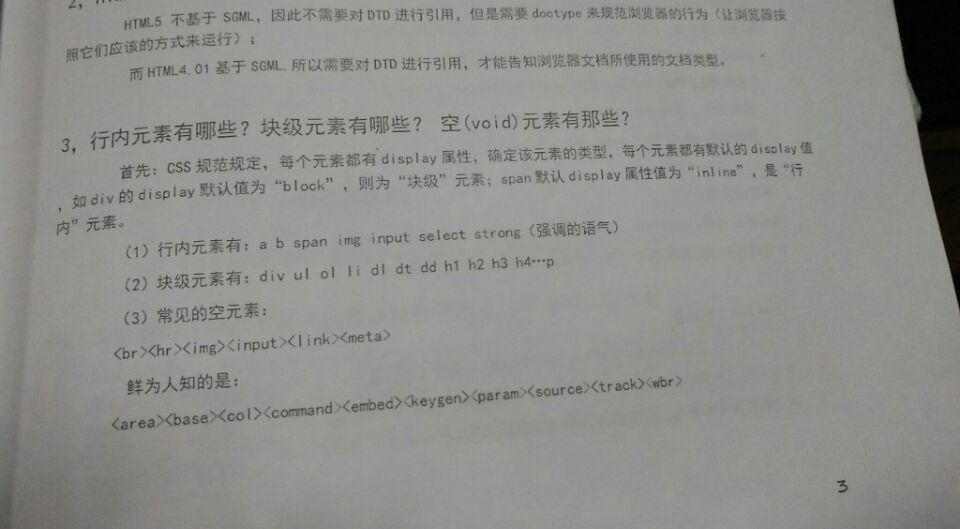 2,
HTML5 不基于 SGML，因此不需要对 DTD 进行引用，但是需要 doctype 来规范浏览器的行为（让浏览器按
照它们应该的方式来运行）；
而 HTML4.01 基于 SGML.所以需要对 DTD 进行引用，才能告知浏览器文档所使用的文档类型。
3，行内元素有哪些？块级元素有哪些？ 空(void)元素有那些？
首先：CSS 规范规定，每个元素都有 display 属性，确定该元素的类型，每个元素都有默认的 display 值
，如 div 的 display 默认值为“block”，则为“块级”元素；span 默认 display 属性值为“inline”，是“行
内”元素。
（1）行内元素有：a b span img input select strong（强调的语气）
（2）块级元素有：div ul ol li dl dt dd h1 h2 h3 h4…p
（3）常见的空元素：
<br><hr><img><input><link><meta>
鲜为人知的是：
<area><base><col><command><embed><keygen><param><source><track><wbr>
3